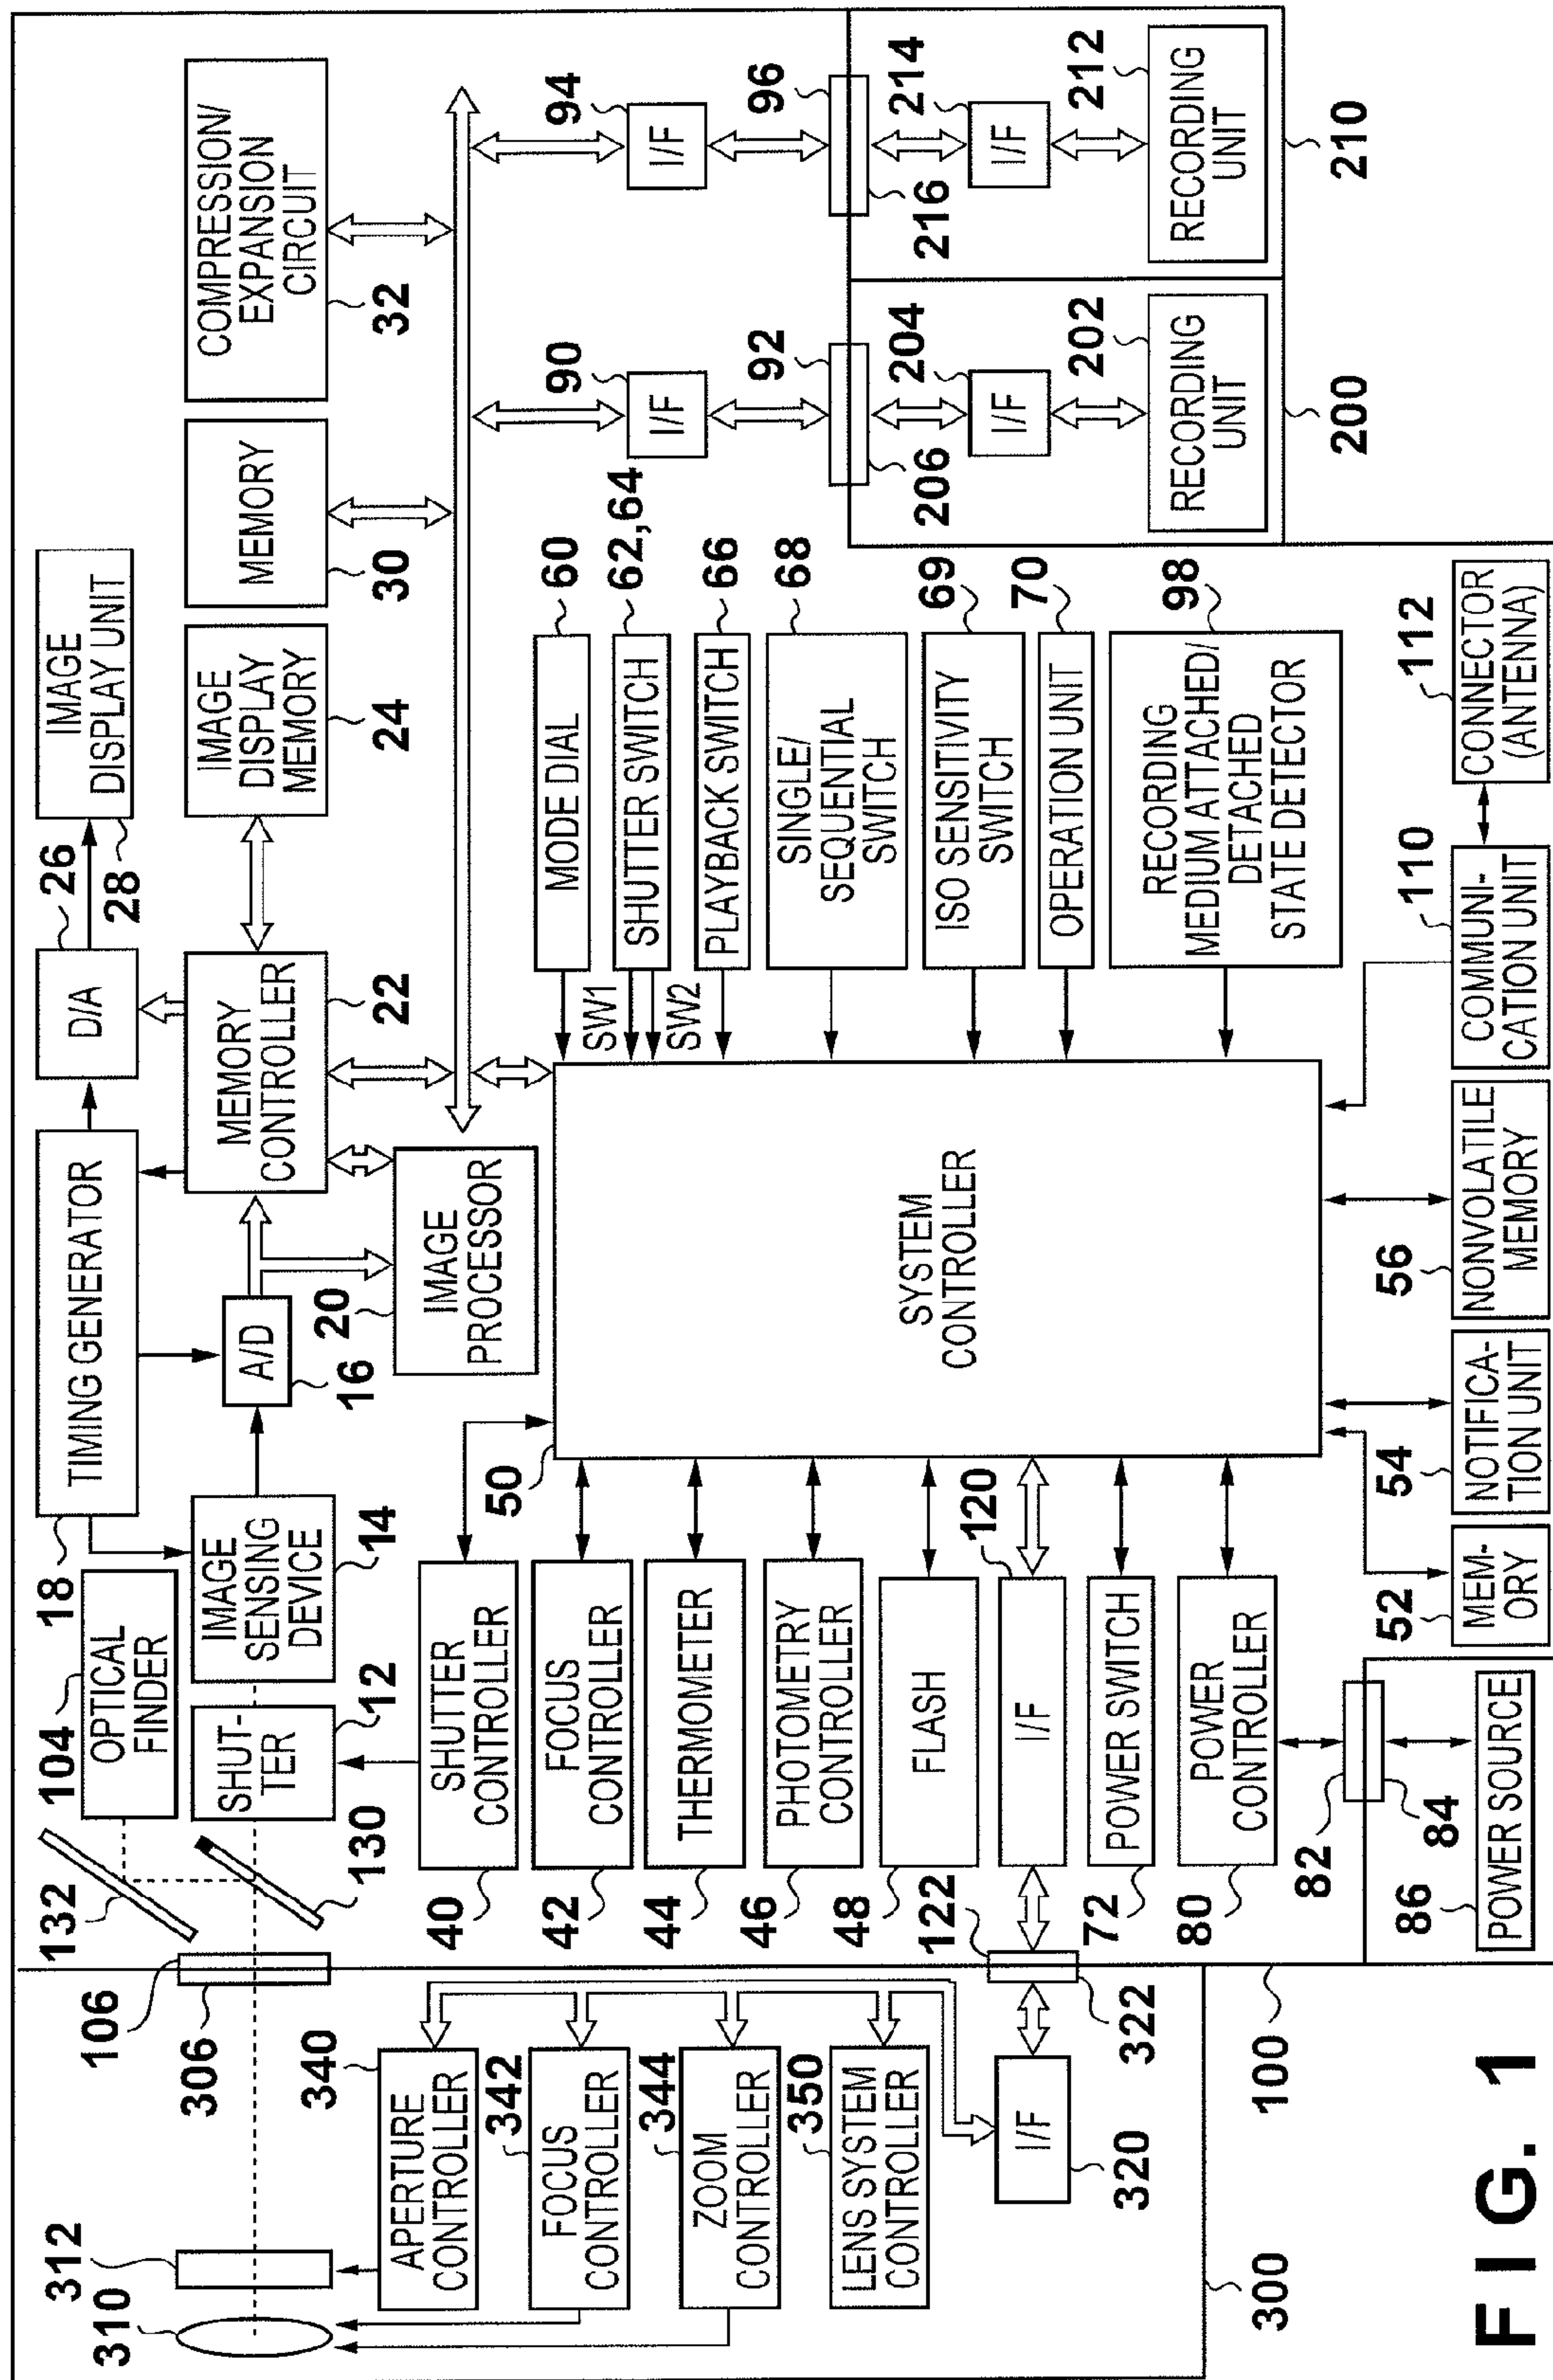 FIG. 1
18
TIMING GENERATOR
26
D/A
IMAGE
DISPLAY UNIT
28
104
OPTICAL
FINDER
132
130
SHUT-
TER
12
IMAGE
SENSING
DEVICE
14
A/D
16
MEMORY
CONTROLLER
22
IMAGE
DISPLAY
MEMORY
24
MEMORY
30
COMPRESSION/
EXPANSION
CIRCUIT
32
20
IMAGE
PROCESSOR
106
306
312
310
340
APERTURE
CONTROLLER
342
FOCUS
CONTROLLER
344
ZOOM
CONTROLLER
350
LENS SYSTEM
CONTROLLER
I/F
320
322
122
300
100
SHUTTER
CONTROLLER
40
FOCUS
CONTROLLER
42
THERMOMETER
44
PHOTOMETRY
CONTROLLER
46
FLASH
48
I/F
120
POWER SWITCH
72
POWER
CONTROLLER
80
82
84
86
POWER SOURCE
50
SYSTEM
CONTROLLER
MODE DIAL
60
SW1
SHUTTER SWITCH
62,64
SW2
PLAYBACK SWITCH
66
SINGLE/
SEQUENTIAL
SWITCH
68
ISO SENSITIVITY
SWITCH
69
OPERATION UNIT
70
RECORDING
MEDIUM ATTACHED/
DETACHED
STATE DETECTOR
98
52
MEM-
ORY
54
NOTIFICA-
TION UNIT
56
NONVOLATILE
MEMORY
110
COMMUNI-
CATION UNIT
112
CONNECTOR
(ANTENNA)
90
I/F
92
206
204
I/F
202
RECORDING
UNIT
200
94
I/F
96
216
214
I/F
212
RECORDING
UNIT
210